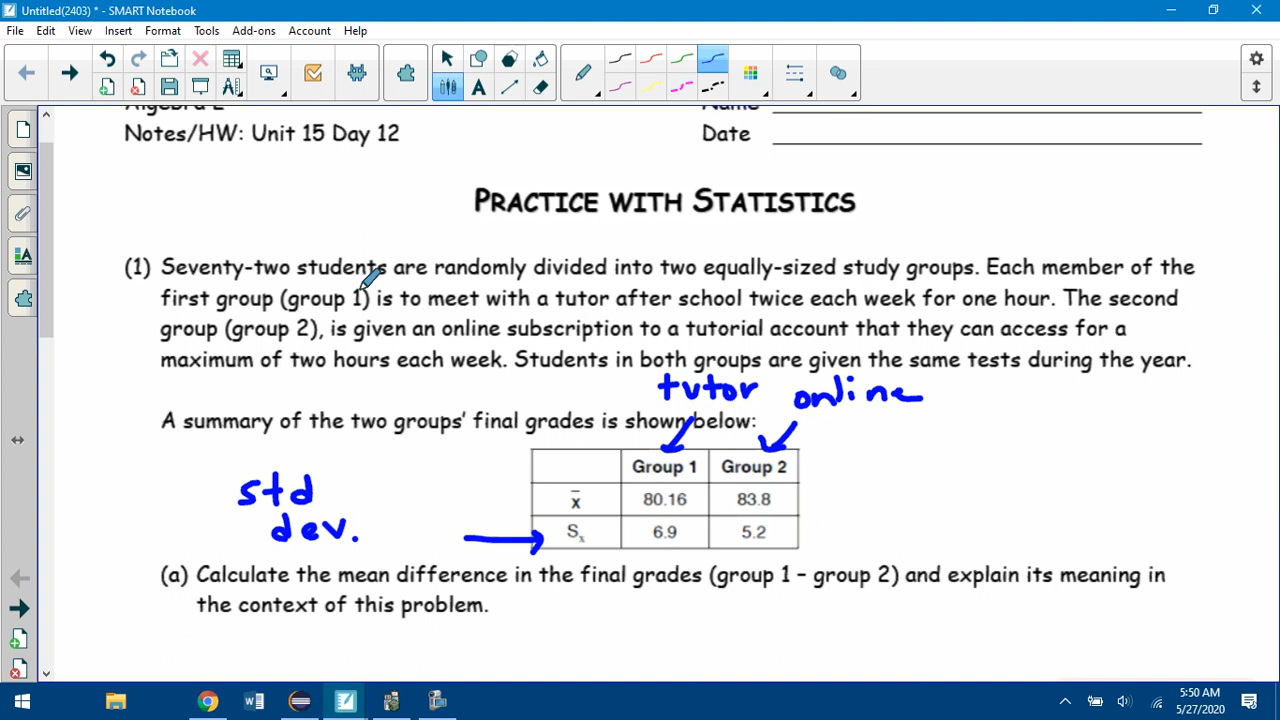 Untitled(2403) * - SMART Notebook
File Edit View Insert Format Tools Add-ons Account Help
Notes/HW: Unit 15 Day 12
Date
PRACTICE WITH STATISTICS
(1) Seventy-two students are randomly divided into two equally-sized study groups. Each member of the
first group (group 1) is to meet with a tutor after school twice each week for one hour. The second
group (group 2), is given an online subscription to a tutorial account that they can access for a
maximum of two hours each week. Students in both groups are given the same tests during the year.
tutor online
A summary of the two groups' final grades is shown below:
Group 1 Group 2
x̄ 80.16 83.8
Sx 6.9 5.2
std
dev.
(a) Calculate the mean difference in the final grades (group 1 – group 2) and explain its meaning in
the context of this problem.
5:50 AM
5/27/2020